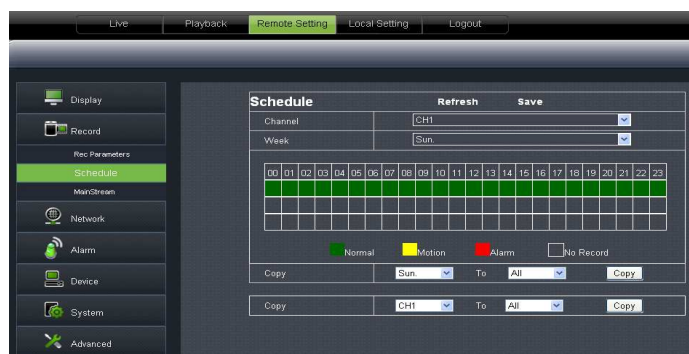 Live Playback Remote Setting Local Setting Logout
Display
Record
Rec Parameters
Schedule
MainStream
Network
Alarm
Device
System
Advanced
Schedule Refresh Save
Channel CH1
Week Sun.
00 01 02 03 04 05 06 07 08 09 10 11 12 13 14 15 16 17 18 19 20 21 22 23
Normal Motion Alarm No Record
Copy Sun. To All Copy
Copy CH1 To All Copy